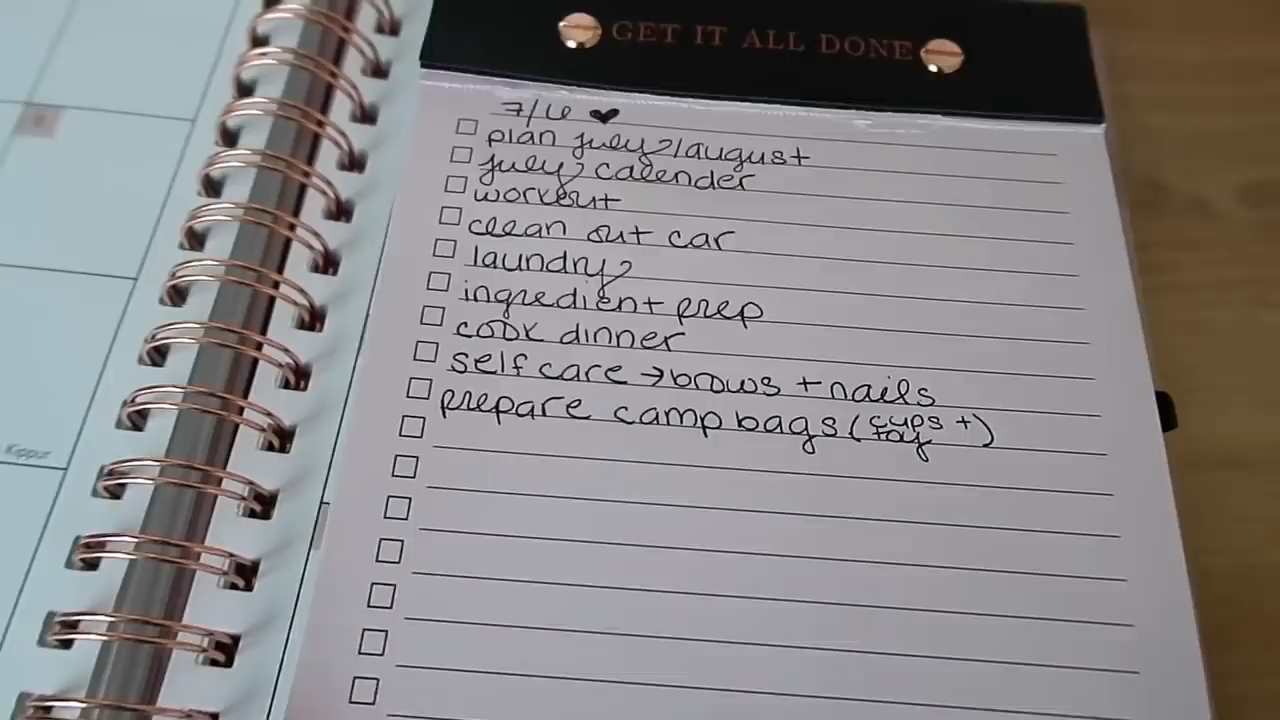 GET IT ALL DONE
7/6 ♥
plan july/august
july calender
workout
clean out car
laundry
ingredient prep
cook dinner
self care → brows + nails
prepare camp bags (cups + toy)
Kippur